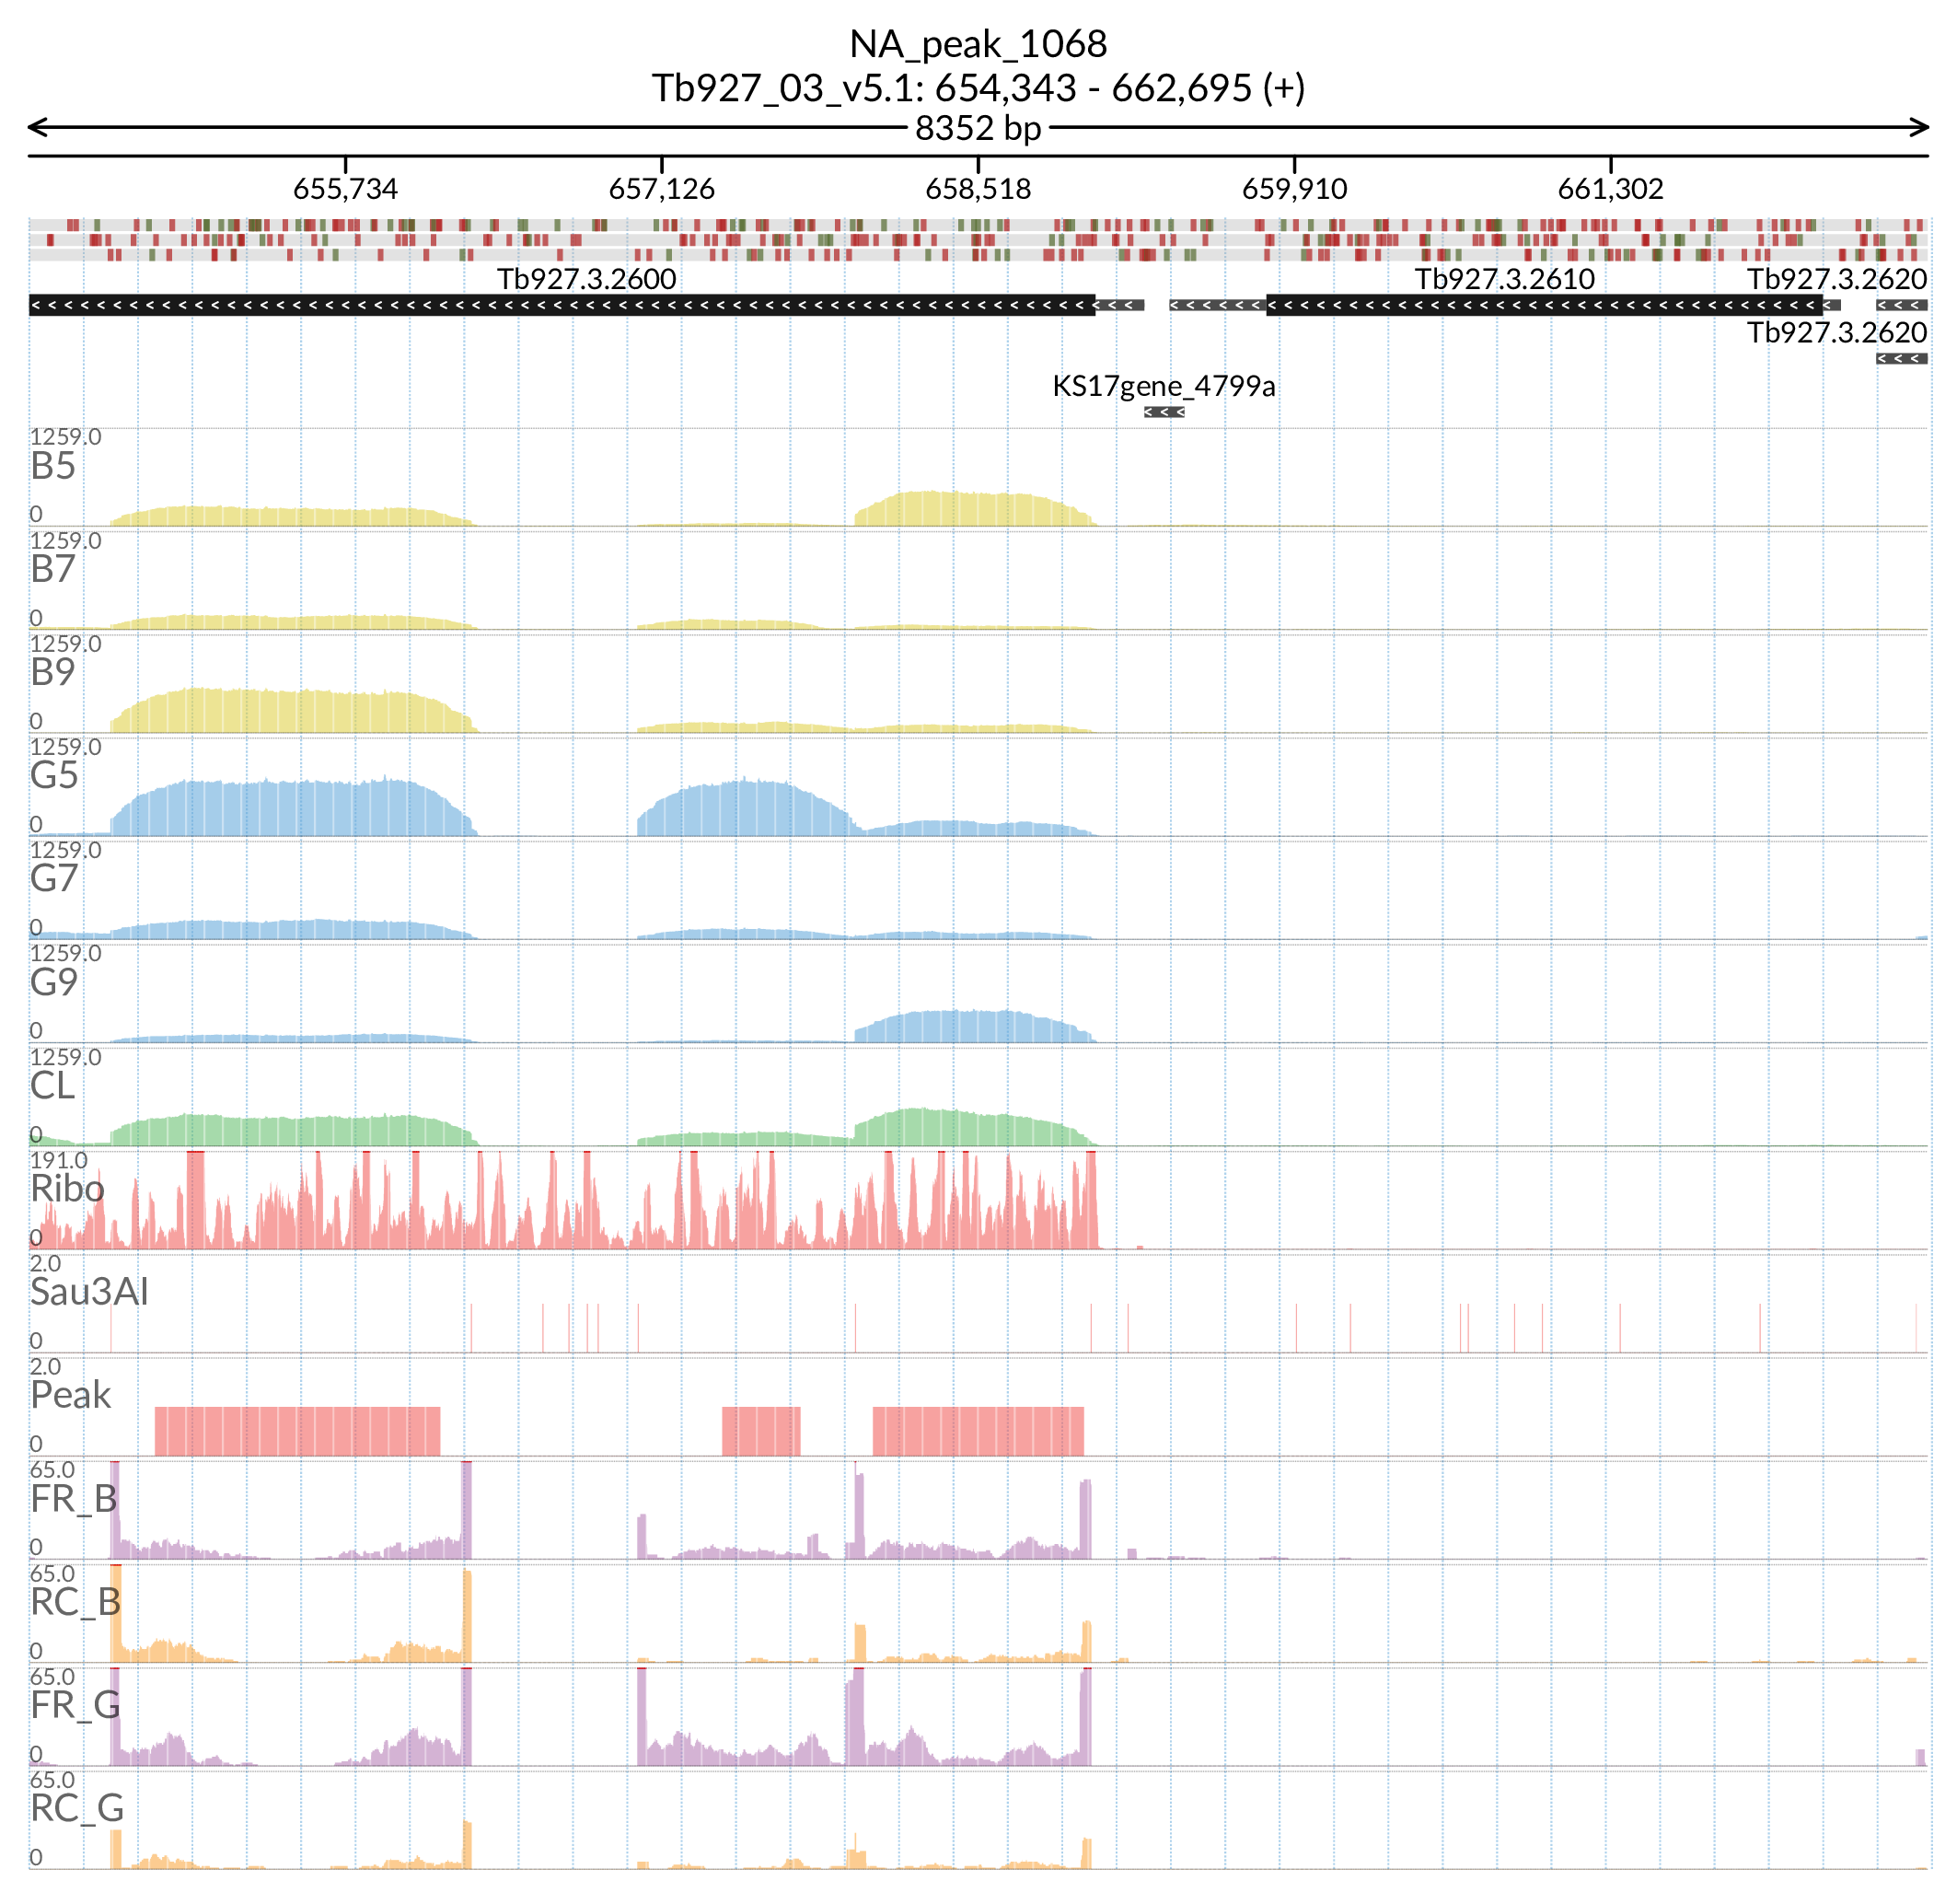 NA_peak_1068
Tb927_03_v5.1: 654,343 - 662,695 (+)
8352 bp
655,734 657,126 658,518 659,910 661,302
Tb927.3.2600 Tb927.3.2610 Tb927.3.2620
Tb927.3.2620
KS17gene_4799a
1259.0
B5
0
1259.0
B7
0
1259.0
B9
0
1259.0
G5
0
1259.0
G7
0
1259.0
G9
0
1259.0
CL
0
191.0
Ribo
0
2.0
Sau3AI
0
2.0
Peak
0
65.0
FR_B
0
65.0
RC_B
0
65.0
FR_G
0
65.0
RC_G
0